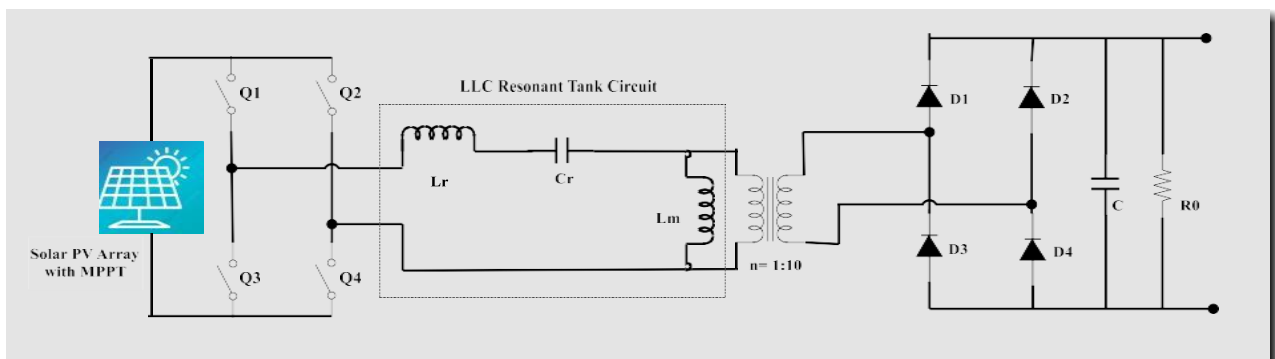 LLC Resonant Tank Circuit
Q1
Q2
D1
D2
Lr
Cr
Lm
C
R0
Solar PV Array
with MPPT
Q3
Q4
n= 1:10
D3
D4